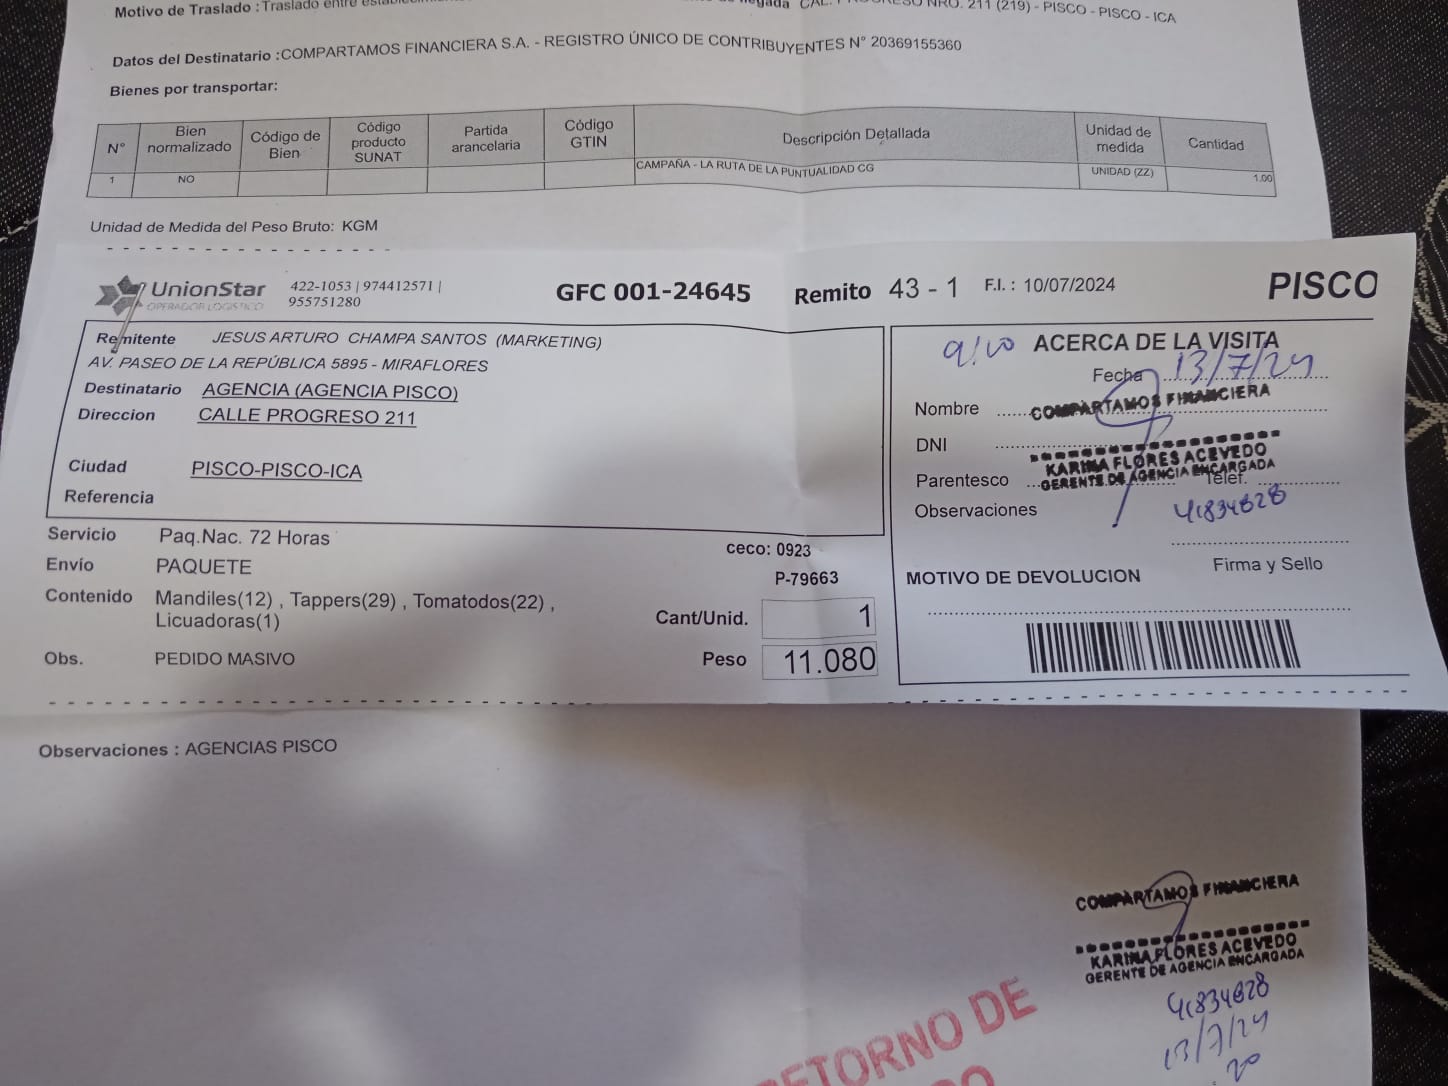 Motivo de Traslado : Traslado entre
CAL. PROGRESO NRO. 211 (219) - PISCO - PISCO - ICA
Datos del Destinatario : COMPARTAMOS FINANCIERA S.A. - REGISTRO ÚNICO DE CONTRIBUYENTES N° 20369155360
Bienes por transportar:
N° Bien normalizado Código de Bien Código producto SUNAT Partida arancelaria Código GTIN Descripción Detallada Unidad de medida Cantidad
1 NO CAMPAÑA - LA RUTA DE LA PUNTUALIDAD CG UNIDAD (ZZ) 1.00
Unidad de Medida del Peso Bruto: KGM
UnionStar
OPERADOR LOGISTICO
422-1053 | 974412571 |
955751280
GFC 001-24645 Remito 43 - 1 F.I. : 10/07/2024 PISCO
Remitente JESUS ARTURO CHAMPA SANTOS (MARKETING)
AV. PASEO DE LA REPÚBLICA 5895 - MIRAFLORES
Destinatario AGENCIA (AGENCIA PISCO)
Direccion CALLE PROGRESO 211
Ciudad PISCO-PISCO-ICA
Referencia
Servicio Paq.Nac. 72 Horas
Envío PAQUETE
Contenido Mandiles(12) , Tappers(29) , Tomatodos(22) ,
Licuadoras(1)
Obs. PEDIDO MASIVO
ceco: 0923
P-79663
Cant/Unid. 1
Peso 11.080
ACERCA DE LA VISITA
Fecha 13/7/24
Nombre COMPARTAMOS FINANCIERA
DNI
KARINA FLORES ACEVEDO
Parentesco GERENTE DE AGENCIA ENCARGADA Telef.
Observaciones 41834828
Firma y Sello
MOTIVO DE DEVOLUCION
Observaciones : AGENCIAS PISCO
COMPARTAMOS FINANCIERA
KARINA FLORES ACEVEDO
GERENTE DE AGENCIA ENCARGADA
41834828
13/7/24
RETORNO DE